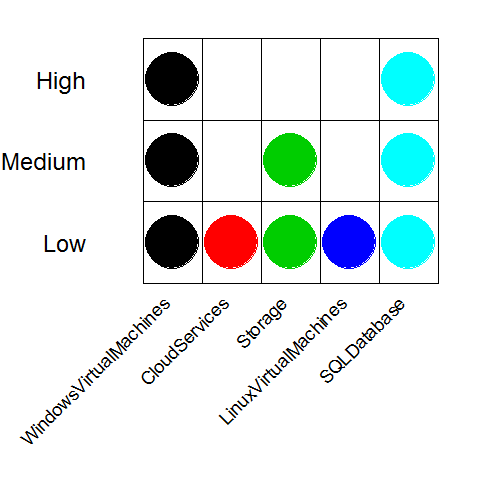 High
Medium
Low
WindowsVirtualMachines
CloudServices
Storage
LinuxVirtualMachines
SQLDatabase